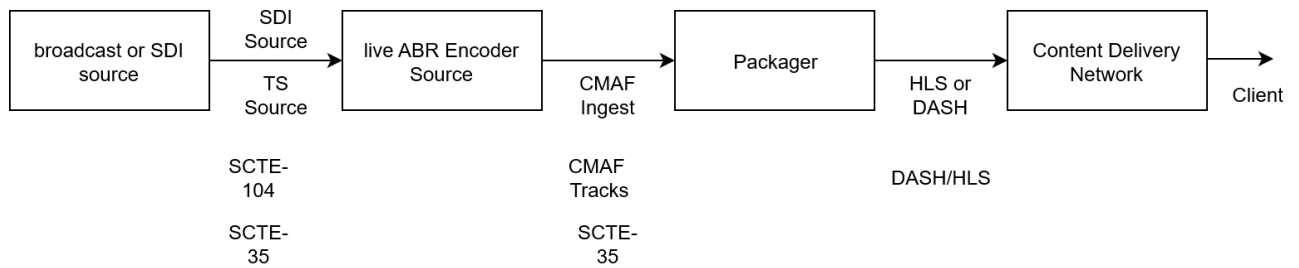 SDI
Source
broadcast or SDI
source
TS
Source
live ABR Encoder
Source
CMAF
Ingest
Packager
HLS or
DASH
Content Delivery
Network
Client
SCTE-
104
CMAF
Tracks
DASH/HLS
SCTE-
35
SCTE-
35